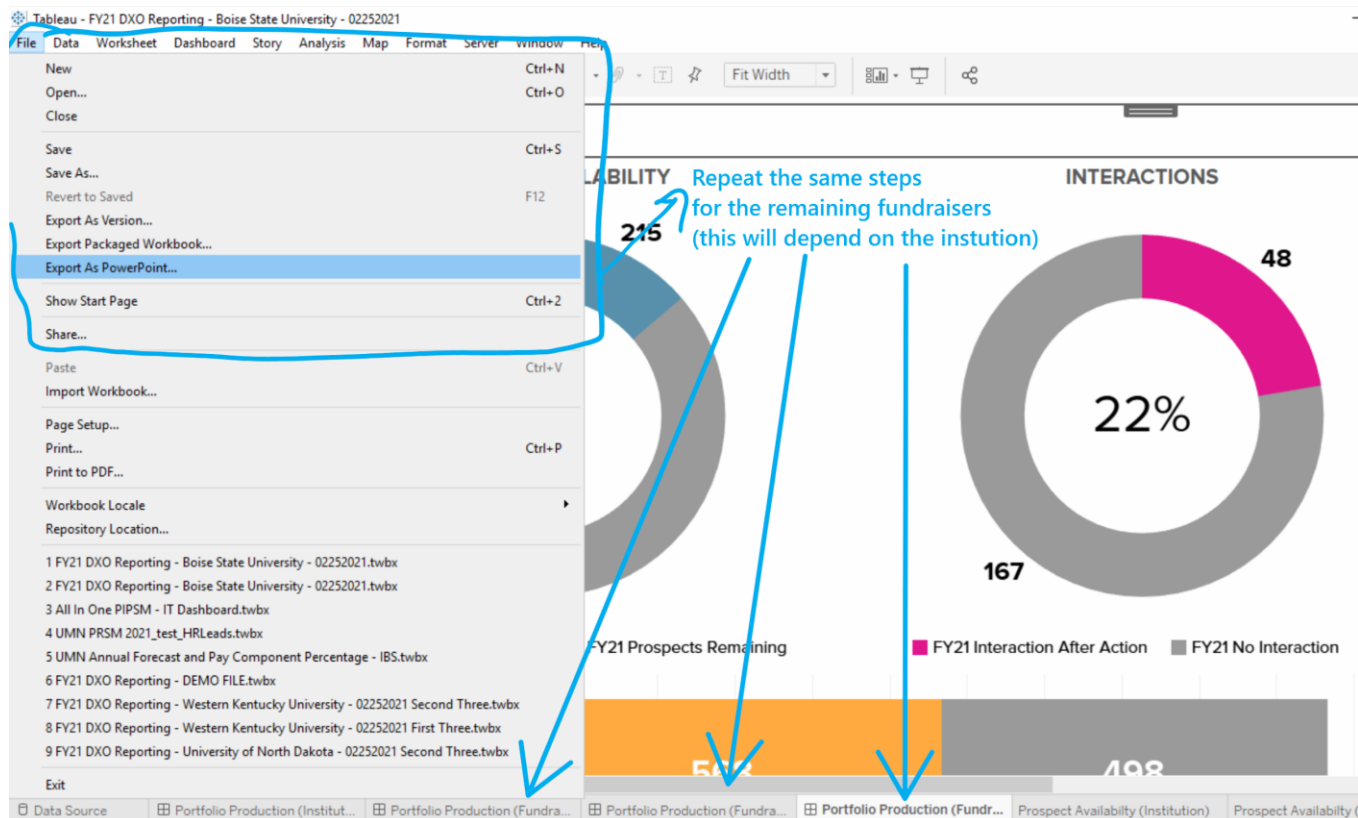 Tableau - FY21 DXO Reporting - Boise State University - 02252021
File Data Worksheet Dashboard Story Analysis Map Format Server Window Help
New Ctrl+N
Open... Ctrl+O
Close
Save Ctrl+S
Save As...
Revert to Saved F12
Export As Version...
Export Packaged Workbook...
Export As PowerPoint...
Show Start Page Ctrl+2
Share...
Paste Ctrl+V
Import Workbook...
Page Setup...
Print... Ctrl+P
Print to PDF...
Workbook Locale
Repository Location...
1 FY21 DXO Reporting - Boise State University - 02252021.twbx
2 FY21 DXO Reporting - Boise State University - 02252021.twbx
3 All In One PIPSM - IT Dashboard.twbx
4 UMN PRSM 2021_test_HRLeads.twbx
5 UMN Annual Forecast and Pay Component Percentage - IBS.twbx
6 FY21 DXO Reporting - DEMO FILE.twbx
7 FY21 DXO Reporting - Western Kentucky University - 02252021 Second Three.twbx
8 FY21 DXO Reporting - Western Kentucky University - 02252021 First Three.twbx
9 FY21 DXO Reporting - University of North Dakota - 02252021 Second Three.twbx
Exit
T Fit Width
LABILITY
215
Repeat the same steps
for the remaining fundraisers
(this will depend on the instution)
INTERACTIONS
48
22%
167
FY21 Prospects Remaining
FY21 Interaction After Action FY21 No Interaction
568 498
Data Source Portfolio Production (Institut... Portfolio Production (Fundra... Portfolio Production (Fundra... Portfolio Production (Fundr... Prospect Availabilty (Institution) Prospect Availabilty (